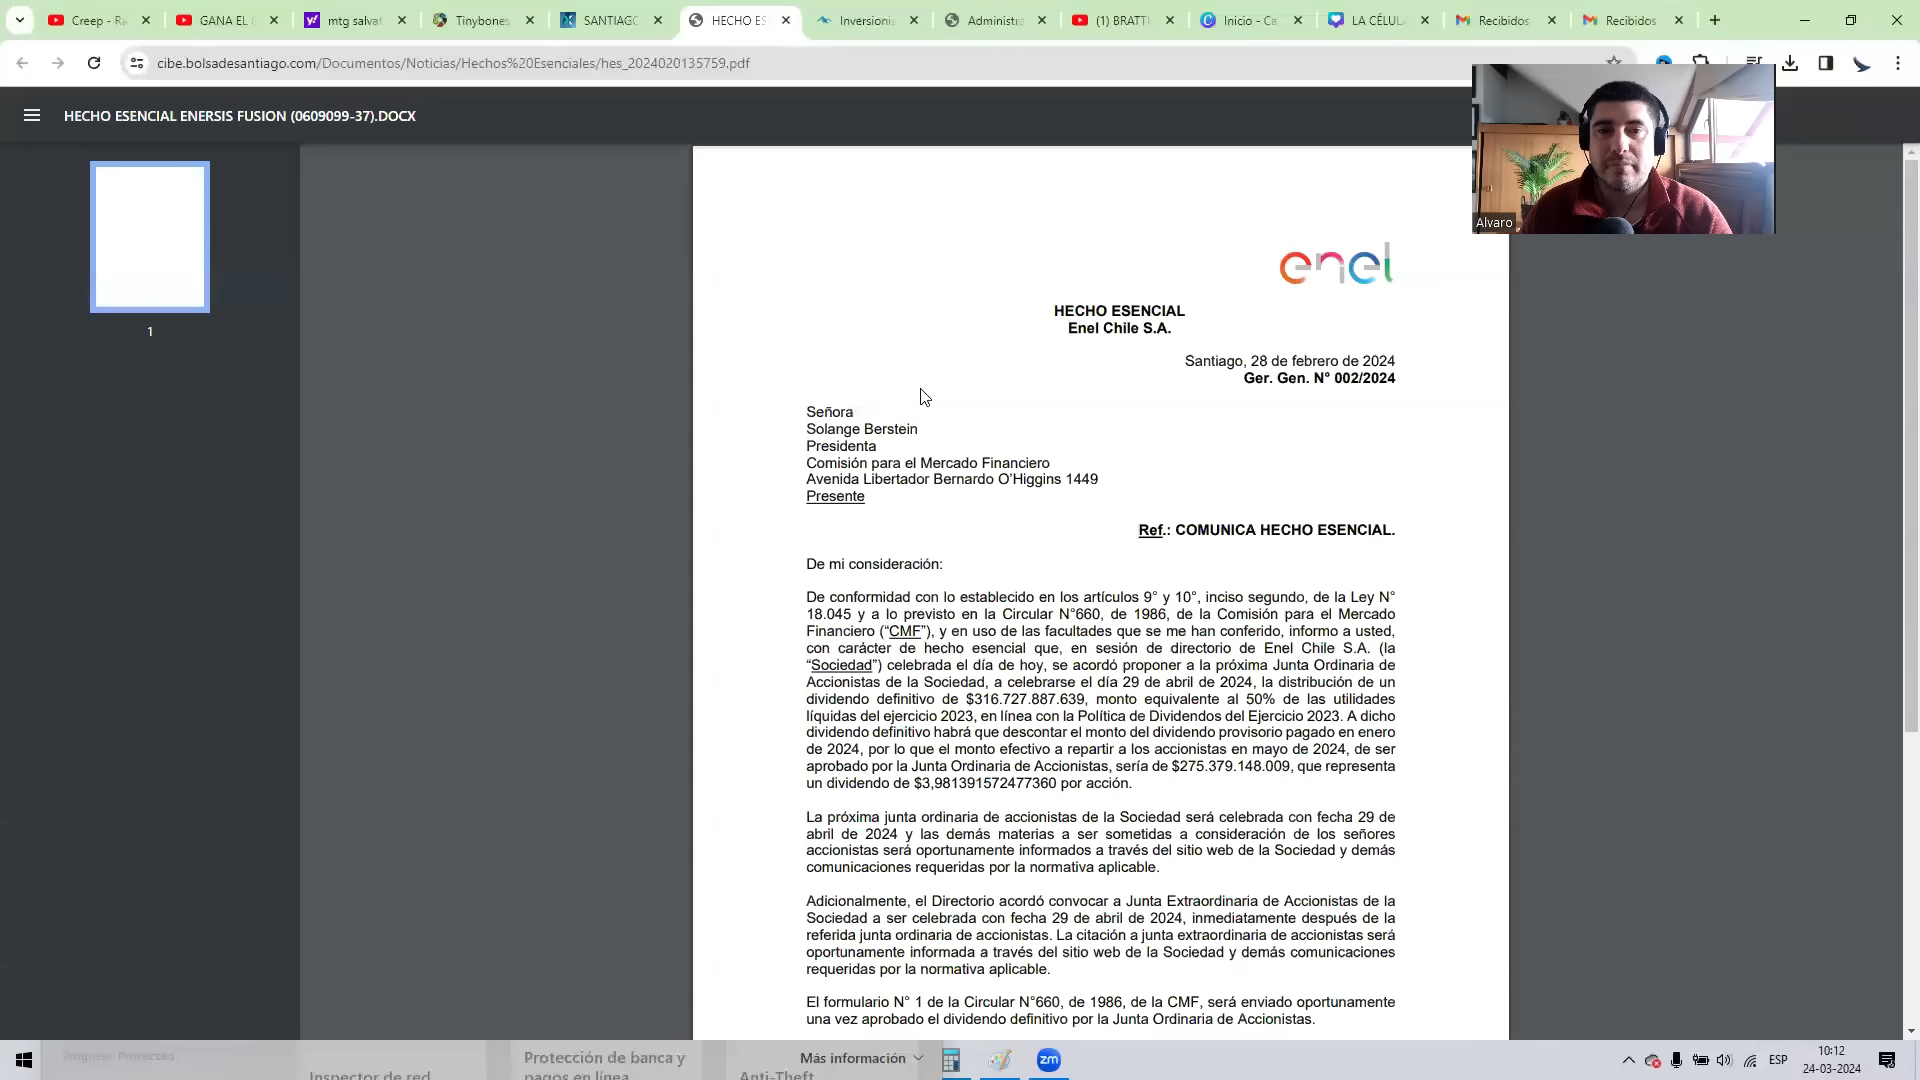 Creep - Ra
GANA EL
mtg salvat
Tinybones
SANTIAGO
HECHO ES
Inversionis
Administra
(1) BRATT
Inicio - Ca
LA CÉLUL
Recibidos
Recibidos
cibe.bolsadesantiago.com/Documentos/Noticias/Hechos%20Esenciales/hes_2024020135759.pdf
HECHO ESENCIAL ENERSIS FUSION (0609099-37).DOCX
1
Alvaro
enel
HECHO ESENCIAL
Enel Chile S.A.
Santiago, 28 de febrero de 2024
Ger. Gen. N° 002/2024
Señora
Solange Berstein
Presidenta
Comisión para el Mercado Financiero
Avenida Libertador Bernardo O’Higgins 1449
Presente
Ref.: COMUNICA HECHO ESENCIAL.
De mi consideración:
De conformidad con lo establecido en los artículos 9° y 10°, inciso segundo, de la Ley N°
18.045 y a lo previsto en la Circular N°660, de 1986, de la Comisión para el Mercado
Financiero (“CMF”), y en uso de las facultades que se me han conferido, informo a usted,
con carácter de hecho esencial que, en sesión de directorio de Enel Chile S.A. (la
“Sociedad”) celebrada el día de hoy, se acordó proponer a la próxima Junta Ordinaria de
Accionistas de la Sociedad, a celebrarse el día 29 de abril de 2024, la distribución de un
dividendo definitivo de $316.727.887.639, monto equivalente al 50% de las utilidades
líquidas del ejercicio 2023, en línea con la Política de Dividendos del Ejercicio 2023. A dicho
dividendo definitivo habrá que descontar el monto del dividendo provisorio pagado en enero
de 2024, por lo que el monto efectivo a repartir a los accionistas en mayo de 2024, de ser
aprobado por la Junta Ordinaria de Accionistas, sería de $275.379.148.009, que representa
un dividendo de $3,981391572477360 por acción.
La próxima junta ordinaria de accionistas de la Sociedad será celebrada con fecha 29 de
abril de 2024 y las demás materias a ser sometidas a consideración de los señores
accionistas será oportunamente informados a través del sitio web de la Sociedad y demás
comunicaciones requeridas por la normativa aplicable.
Adicionalmente, el Directorio acordó convocar a Junta Extraordinaria de Accionistas de la
Sociedad a ser celebrada con fecha 29 de abril de 2024, inmediatamente después de la
referida junta ordinaria de accionistas. La citación a junta extraordinaria de accionistas será
oportunamente informada a través del sitio web de la Sociedad y demás comunicaciones
requeridas por la normativa aplicable.
El formulario N° 1 de la Circular N°660, de 1986, de la CMF, será enviado oportunamente
una vez aprobado el dividendo definitivo por la Junta Ordinaria de Accionistas.
Protección de banca y
pagos en línea
Más información
Inspector de red
Anti-Theft
zm
ESP
10:12
24-03-2024